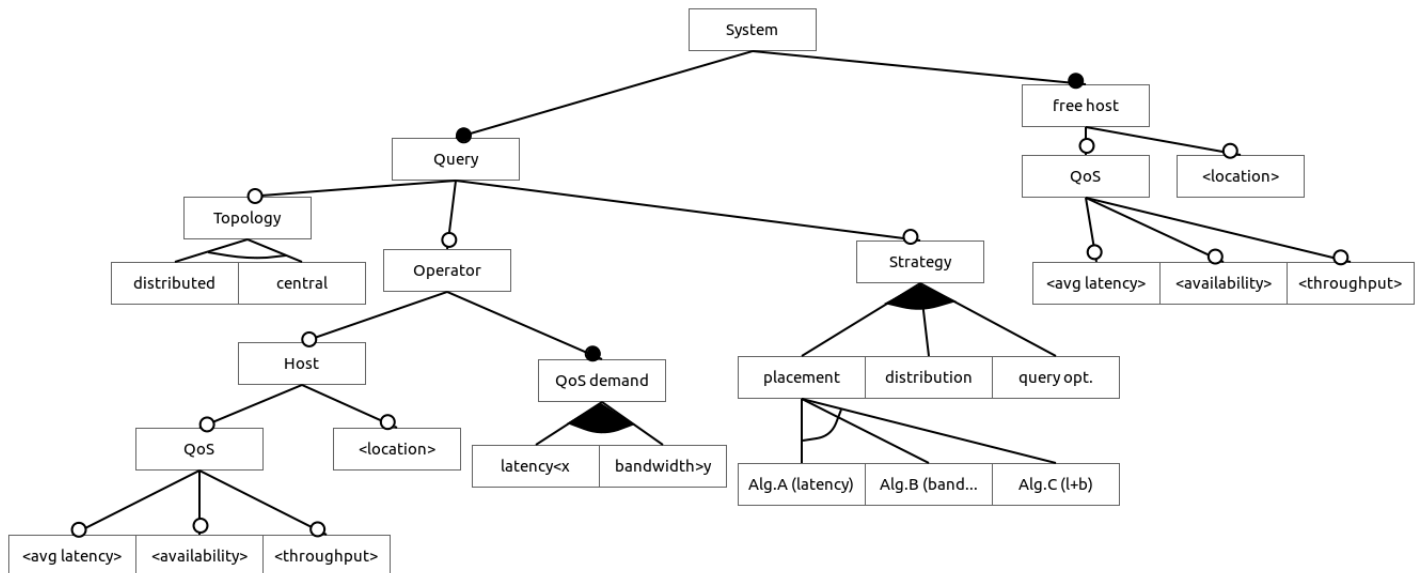 System
free host
Query
QoS
<location>
Topology
Operator
Strategy
distributed
central
<avg latency>
<availability>
<throughput>
Host
QoS demand
placement
distribution
query opt.
QoS
<location>
latency<x
bandwidth>y
Alg.A (latency)
Alg.B (band...
Alg.C (l+b)
<avg latency>
<availability>
<throughput>